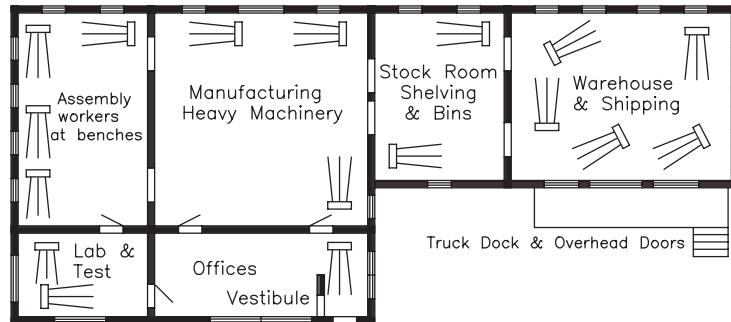 Assembly
workers
at benches
Manufacturing
Heavy Machinery
Stock Room
Shelving
& Bins
Warehouse
& Shipping
Truck Dock & Overhead Doors
Lab &
Test
Offices
Vestibule